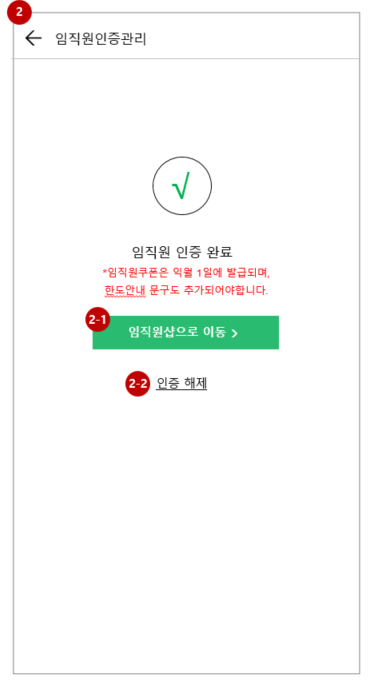 2
← 임직원인증관리
√
임직원 인증 완료
*임직원쿠폰은 익월 1일에 발급되며,
한도안내 문구도 추가되어야합니다.
2-1
임직원샵으로 이동 >
2-2 인증 해제